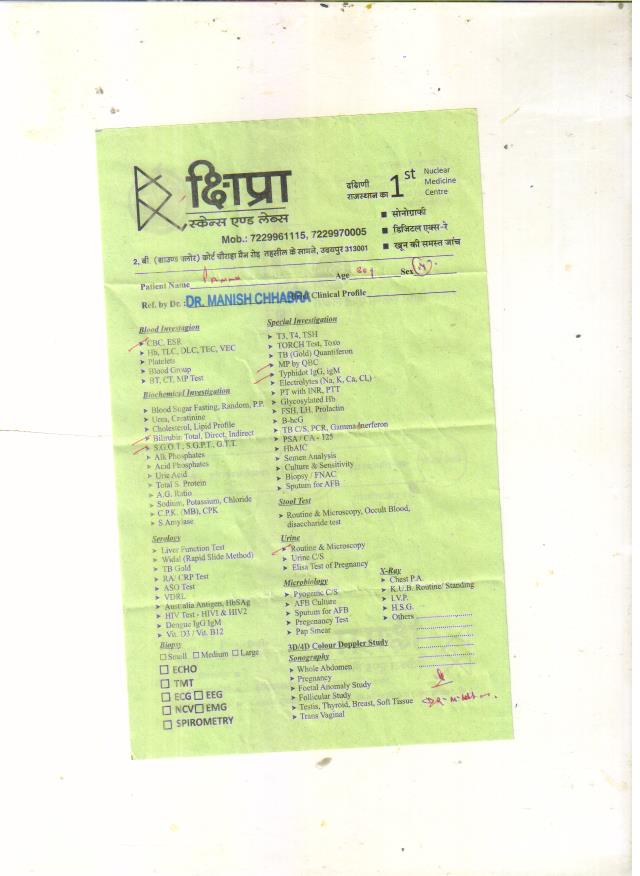 क्षिप्रा
स्केन्स एण्ड लेब्स
दक्षिणी राजस्थान का 1st Nuclear Medicine Centre
■ सोनोग्राफी
■ डिजिटल एक्स-रे
■ खून की समस्त जांच
Mob.: 7229961115, 7229970005
2, बी. (ग्राउण्ड फ्लोर) कोर्ट चौराहा मैन रोड़ तहसील के सामने, उदयपुर 313001
Patient Name Age Sex M
Ref. by Dr. : DR. MANISH CHHABRA Clinical Profile
Blood Investagion
➤ CBC, ESR
➤ Hb, TLC, DLC, TEC, VEC
➤ Platelets
➤ Blood Group
➤ BT, CT, MP Test
Biochemical Investigation
➤ Blood Sugar Fasting, Random, P.P.
➤ Urea, Creatinine
➤ Cholesterol, Lipid Profile
➤ Bilirubin Total, Direct, Indirect
➤ S.G.O.T., S.G.P.T., G.T.T.
➤ Alk Phosphates
➤ Acid Phosphates
➤ Uric Acid
➤ Total S. Protein
➤ A.G. Ratio
➤ Sodium, Potassium, Chloride
➤ C.P.K. (MB), CPK
➤ S.Amylase
Serology
➤ Liver Function Test
➤ Widal (Rapid Slide Method)
➤ TB Gold
➤ RA/ CRP Test
➤ ASO Test
➤ VDRL
➤ Australia Antigen, HbSAg
➤ HIV Test - HIV1 & HIV2
➤ Dengue IgG IgM
➤ Vit. D3 / Vit. B12
Biopsy
☐ Small ☐ Medium ☐ Large
☐ ECHO
☐ TMT
☐ ECG ☐ EEG
☐ NCV ☐ EMG
☐ SPIROMETRY
Special Investigation
➤ T3, T4, TSH
➤ TORCH Test, Toxo
➤ TB (Gold) Quantiferon
➤ MP by QBC
➤ Typhidot IgG, igM
➤ Electrolytes (Na, K, Ca, CL)
➤ PT with INR, PTT
➤ Glycosylated Hb
➤ FSH, LH, Prolactin
➤ B-hcG
➤ TB C/S, PCR, Gamma Inerferon
➤ PSA / CA - 125
➤ HbAIC
➤ Semen Analysis
➤ Culture & Sensitivity
➤ Biopsy / FNAC
➤ Sputum for AFB
Stool Test
➤ Routine & Microscopy, Occult Blood,
disaccharide test
Urine
➤ Routine & Microscopy
➤ Urine C/S
➤ Elisa Test of Pregnancy
Microbiology
➤ Pyogenic C/S
➤ AFB Culture
➤ Sputum for AFB
➤ Pregenancy Test
➤ Pap Smear
X-Ray
➤ Chest P.A.
➤ K.U.B. Routine/ Standing
➤ I.V.P.
➤ H.S.G.
➤ Others
3D/4D Colour Doppler Study
Sonography
➤ Whole Abdomen
➤ Pregnancy
➤ Foetal Anomaly Study
➤ Follicular Study
➤ Testis, Thyroid, Breast, Soft Tissue
➤ Trans Vaginal